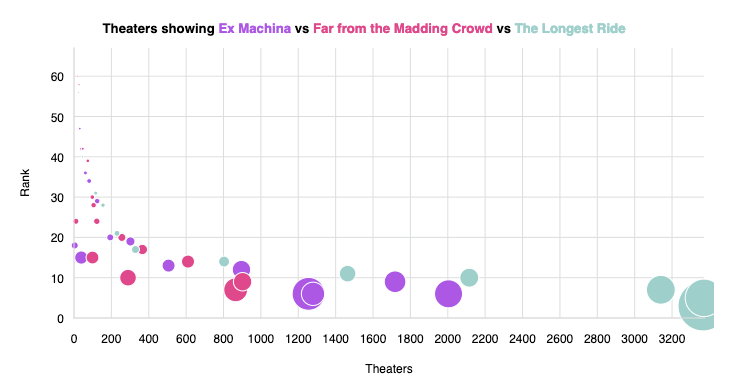 Theaters showing Ex Machina vs Far from the Madding Crowd vs The Longest Ride
60
50
40
30
20
10
0
Rank
0 200 400 600 800 1000 1200 1400 1600 1800 2000 2200 2400 2600 2800 3000 3200
Theaters